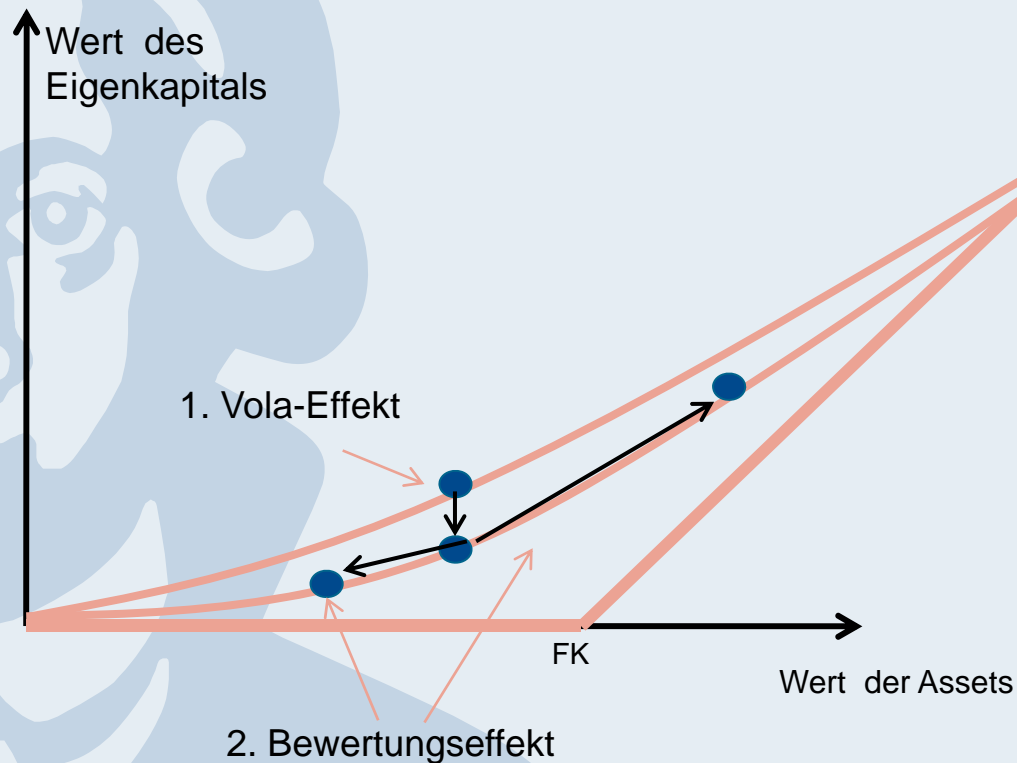 Wert des
Eigenkapitals
1. Vola-Effekt
FK
Wert der Assets
2. Bewertungseffekt